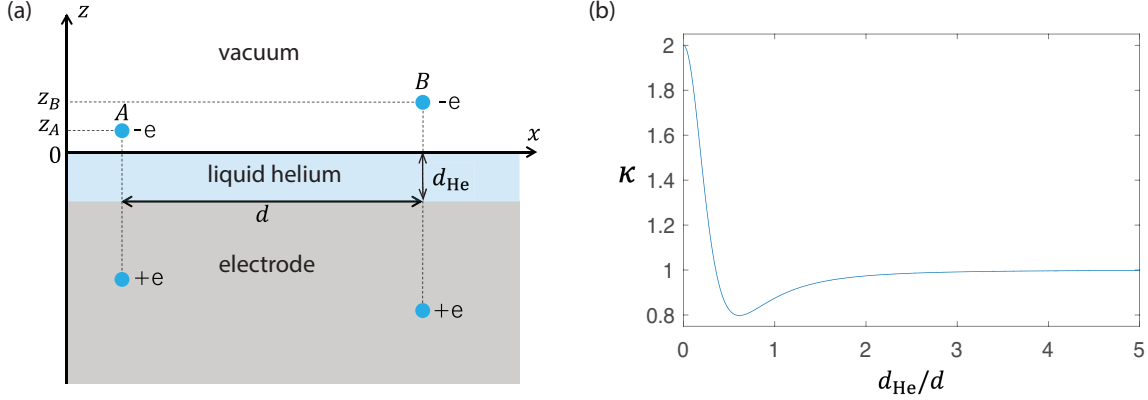 (a)
z
vacuum
B
z_B
-e
A
z_A
-e
x
0
liquid helium
d_He
d
electrode
+e
+e
(b)
2
1.8
1.6
κ
1.4
1.2
1
0.8
0 1 2 3 4 5
d_He/d